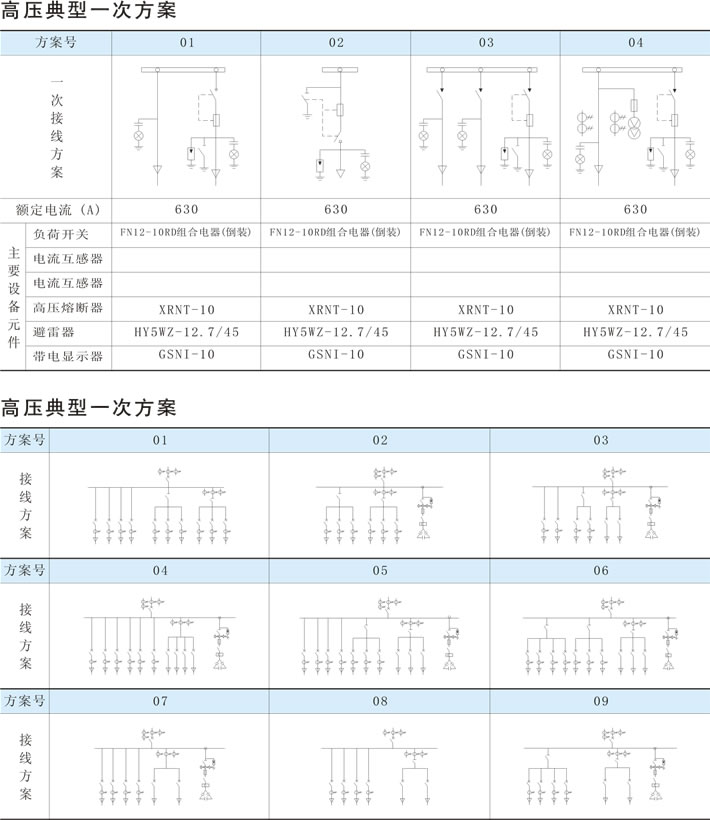 高压典型一次方案
方案号 01 02 03 04
一次接线方案
额定电流 (A) 630 630 630 630
主要设备元件
负荷开关 FN12-10RD组合电器(倒装) FN12-10RD组合电器(倒装) FN12-10RD组合电器(倒装) FN12-10RD组合电器(倒装)
电流互感器
电流互感器
高压熔断器 XRNT-10 XRNT-10 XRNT-10 XRNT-10
避雷器 HY5WZ-12.7/45 HY5WZ-12.7/45 HY5WZ-12.7/45 HY5WZ-12.7/45
带电显示器 GSNI-10 GSNI-10 GSNI-10 GSNI-10
高压典型一次方案
方案号 01 02 03
接线方案
方案号 04 05 06
接线方案
方案号 07 08 09
接线方案